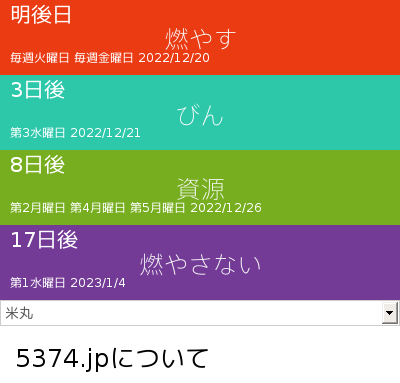 明後日
燃やす
毎週火曜日 毎週金曜日 2022/12/20
3日後
びん
第3水曜日 2022/12/21
8日後
資源
第2月曜日 第4月曜日 第5月曜日 2022/12/26
17日後
燃やさない
第1水曜日 2023/1/4
米丸
5374.jpについて